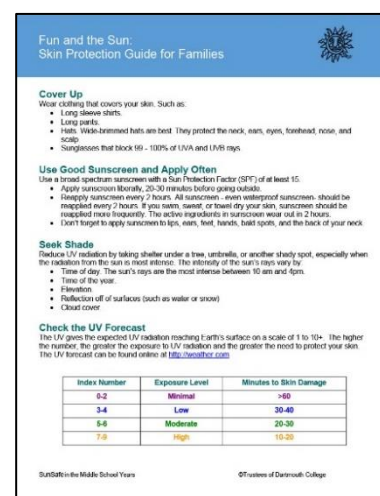 Fun and the Sun:
Skin Protection Guide for Families
Cover Up
Wear clothing that covers your skin. Such as:
• Long sleeve shirts.
• Long pants.
• Hats. Wide-brimmed hats are best. They protect the neck, ears, eyes, forehead, nose, and
scalp
• Sunglasses that block 99 - 100% of UVA and UVB rays
Use Good Sunscreen and Apply Often
Use a broad spectrum sunscreen with a Sun Protection Factor (SPF) of at least 15.
• Apply sunscreen liberally, 20-30 minutes before going outside.
• Reapply sunscreen every 2 hours. All sunscreen - even waterproof sunscreen- should be
reapplied every 2 hours. If you swim, sweat, or towel dry your skin, sunscreen should be
reapplied more frequently. The active ingredients in sunscreen wear out in 2 hours.
• Don't forget to apply sunscreen to lips, ears, feet, hands, bald spots, and the back of your neck
Seek Shade
Reduce UV radiation by taking shelter under a tree, umbrella, or another shady spot, especially when
the radiation from the sun is most intense. The intensity of the sun's rays vary by:
• Time of day. The sun's rays are the most intense between 10 am and 4pm.
• Time of the year.
• Elevation.
• Reflection off of surfaces (such as water or snow)
• Cloud cover
Check the UV Forecast
The UV gives the expected UV radiation reaching Earth's surface on a scale of 1 to 10+. The higher
the number, the greater the exposure to UV radiation and the greater the need to protect your skin.
The UV forecast can be found online at http://weather.com
Index Number Exposure Level Minutes to Skin Damage
0-2 Minimal >60
3-4 Low 30-40
5-6 Moderate 20-30
7-9 High 10-20
SunSafe in the Middle School Years ©Trustees of Dartmouth College